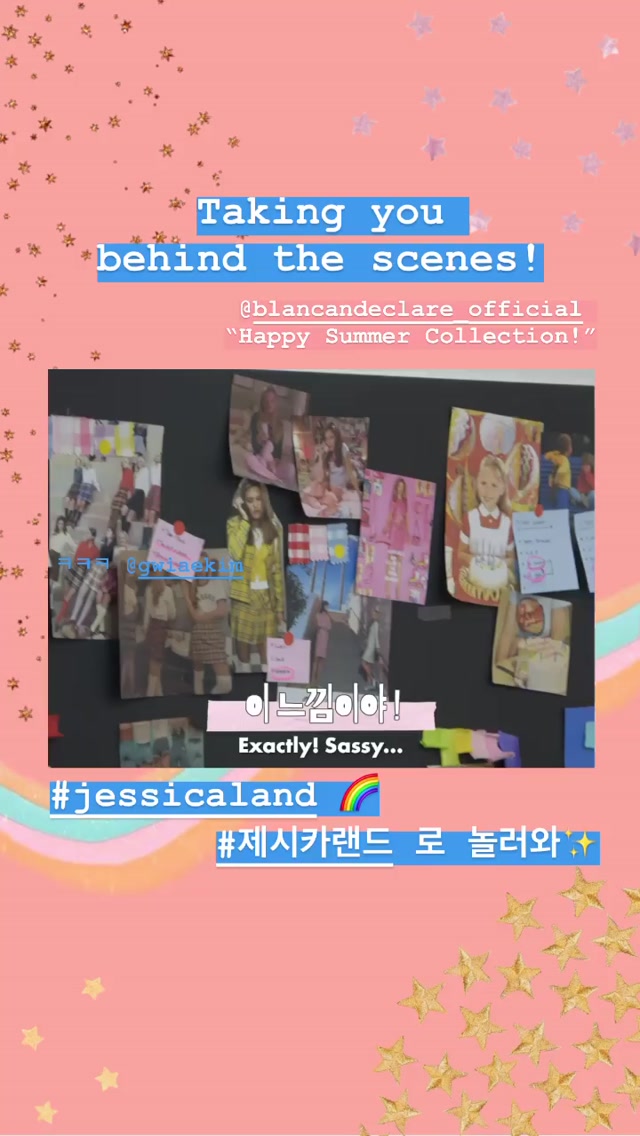 Taking you
behind the scenes!
@blancandeclare_official
“Happy Summer Collection!”
ㅋㅋㅋ @gwiaekim
이 느낌이야!
Exactly! Sassy...
#jessicaland 🌈
#제시카랜드 로 놀러와✨